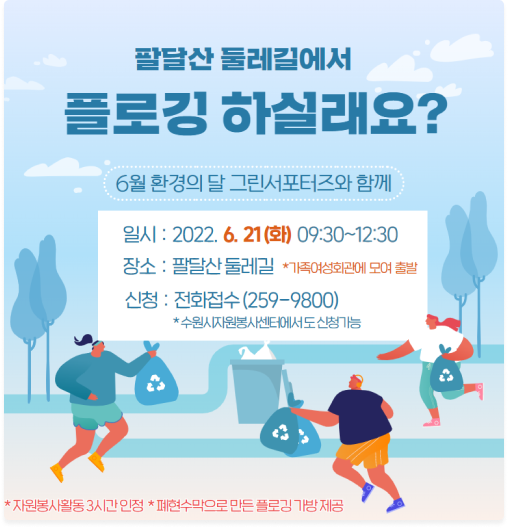 팔달산 둘레길에서
플로깅 하실래요?
6월 환경의 달 그린서포터즈와 함께
일시 : 2022. 6. 21(화) 09:30~12:30
장소 : 팔달산 둘레길 *가족여성회관에 모여 출발
신청 : 전화접수(259-9800)
* 수원시자원봉사센터에서도 신청가능
* 자원봉사활동 3시간 인정 * 폐현수막으로 만든 플로깅 가방 제공